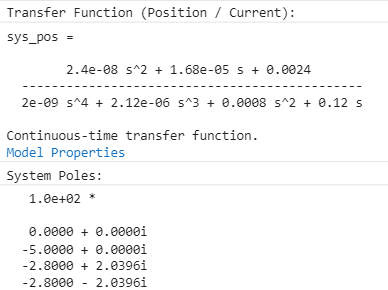 Transfer Function (Position / Current):
sys_pos =
2.4e-08 s^2 + 1.68e-05 s + 0.0024
----------------------------------------------
2e-09 s^4 + 2.12e-06 s^3 + 0.0008 s^2 + 0.12 s
Continuous-time transfer function.
Model Properties
System Poles:
1.0e+02 *
0.0000 + 0.0000i
-5.0000 + 0.0000i
-2.8000 + 2.0396i
-2.8000 - 2.0396i